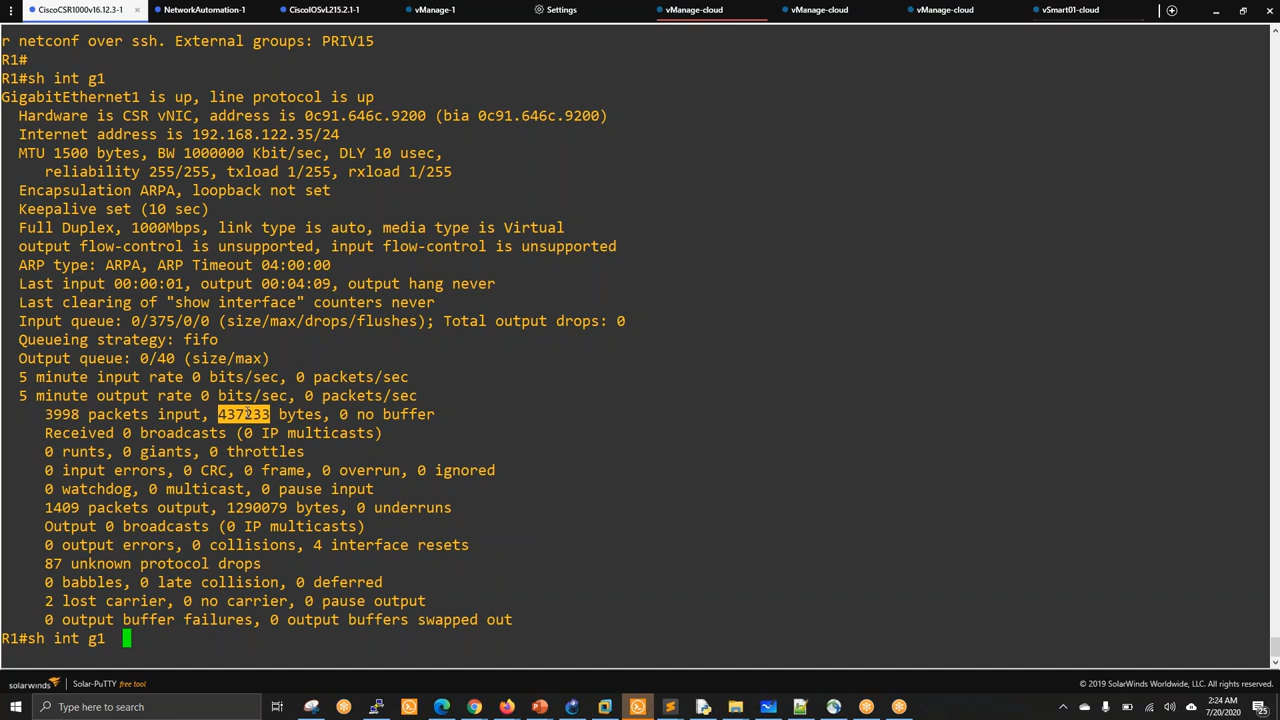 CiscoCSR1000v16.12.3-1
NetworkAutomation-1
CiscoIOSvL215.2.1-1
vManage-1
Settings
vManage-cloud
vManage-cloud
vManage-cloud
vSmart01-cloud
r netconf over ssh. External groups: PRIV15
R1#
R1#sh int g1
GigabitEthernet1 is up, line protocol is up
Hardware is CSR vNIC, address is 0c91.646c.9200 (bia 0c91.646c.9200)
Internet address is 192.168.122.35/24
MTU 1500 bytes, BW 1000000 Kbit/sec, DLY 10 usec,
reliability 255/255, txload 1/255, rxload 1/255
Encapsulation ARPA, loopback not set
Keepalive set (10 sec)
Full Duplex, 1000Mbps, link type is auto, media type is Virtual
output flow-control is unsupported, input flow-control is unsupported
ARP type: ARPA, ARP Timeout 04:00:00
Last input 00:00:01, output 00:04:09, output hang never
Last clearing of "show interface" counters never
Input queue: 0/375/0/0 (size/max/drops/flushes); Total output drops: 0
Queueing strategy: fifo
Output queue: 0/40 (size/max)
5 minute input rate 0 bits/sec, 0 packets/sec
5 minute output rate 0 bits/sec, 0 packets/sec
3998 packets input, 437233 bytes, 0 no buffer
Received 0 broadcasts (0 IP multicasts)
0 runts, 0 giants, 0 throttles
0 input errors, 0 CRC, 0 frame, 0 overrun, 0 ignored
0 watchdog, 0 multicast, 0 pause input
1409 packets output, 1290079 bytes, 0 underruns
Output 0 broadcasts (0 IP multicasts)
0 output errors, 0 collisions, 4 interface resets
87 unknown protocol drops
0 babbles, 0 late collision, 0 deferred
2 lost carrier, 0 no carrier, 0 pause output
0 output buffer failures, 0 output buffers swapped out
R1#sh int g1
solarwinds Solar-PuTTY free tool
© 2019 SolarWinds Worldwide, LLC. All rights reserved.
Type here to search
2:24 AM
7/20/2020
25